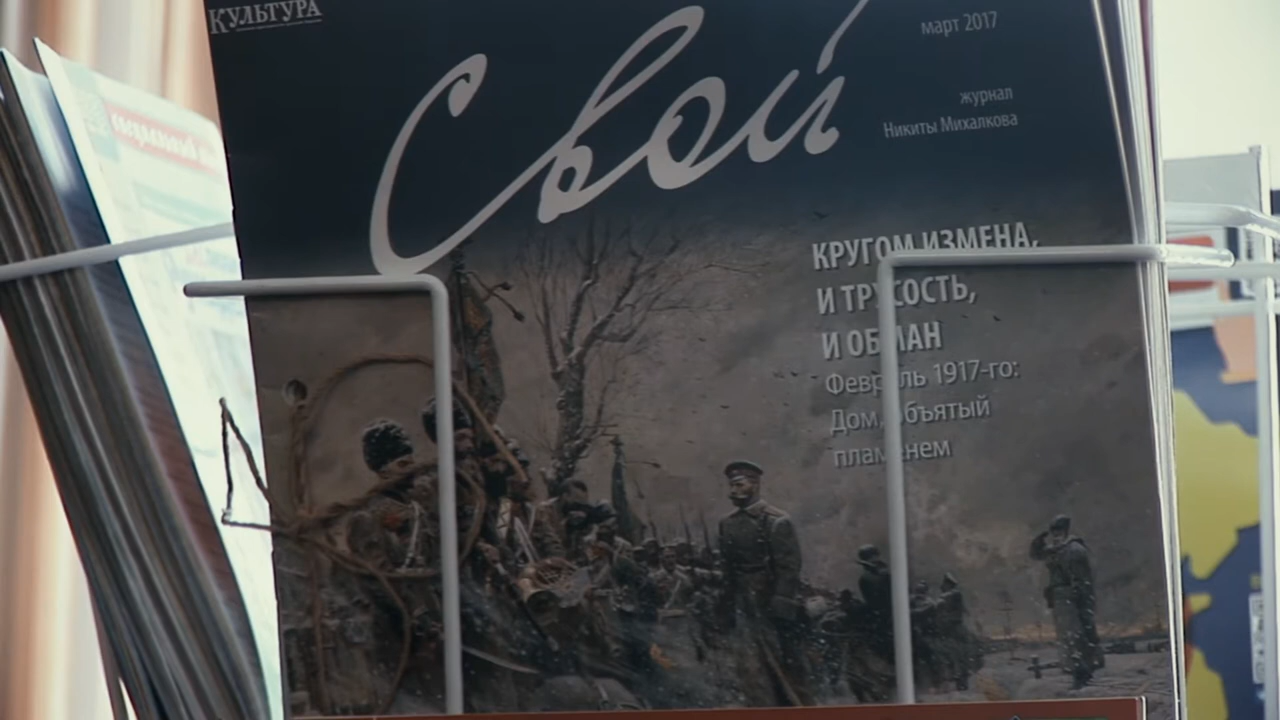 КУЛЬТУРА
Свой
март 2017
журнал
Никиты Михалкова
КРУГОМ ИЗМЕНА,
И ТРУСОСТЬ,
И ОБМАН
Февраль 1917-го:
Дом, объятый
пламенем